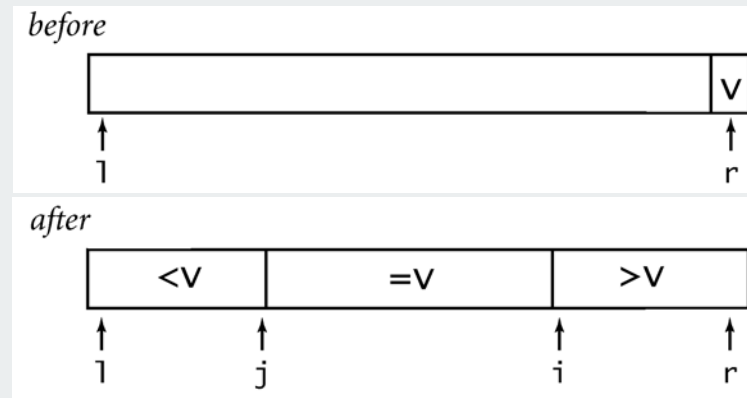 before
v
l r
after
<v =v >v
l j i r